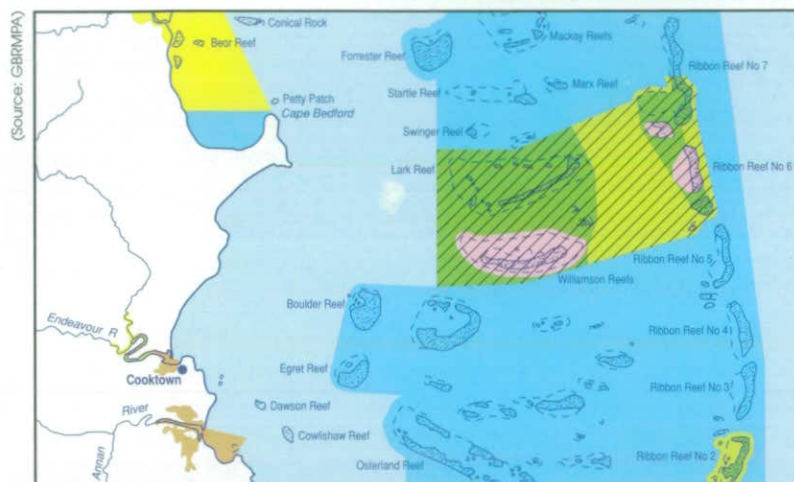 (Source: GBRMPA)
Conical Rock
Mackay Reefs
Beor Reef
Forrester Reef
Ribbon Reef No 7
Startle Reef
Marx Reef
Petty Patch
Cape Bedford
Swinger Reef
Lark Reef
Ribbon Reef No 6
Ribbon Reef No 5
Williamson Reefs
Boulder Reef
Endeavour R
Ribbon Reef No 4
Egret Reef
Cooktown
Ribbon Reef No 3
River
Dawson Reef
Cowlishaw Reef
Annan
Osterland Reef
Ribbon Reef No 2